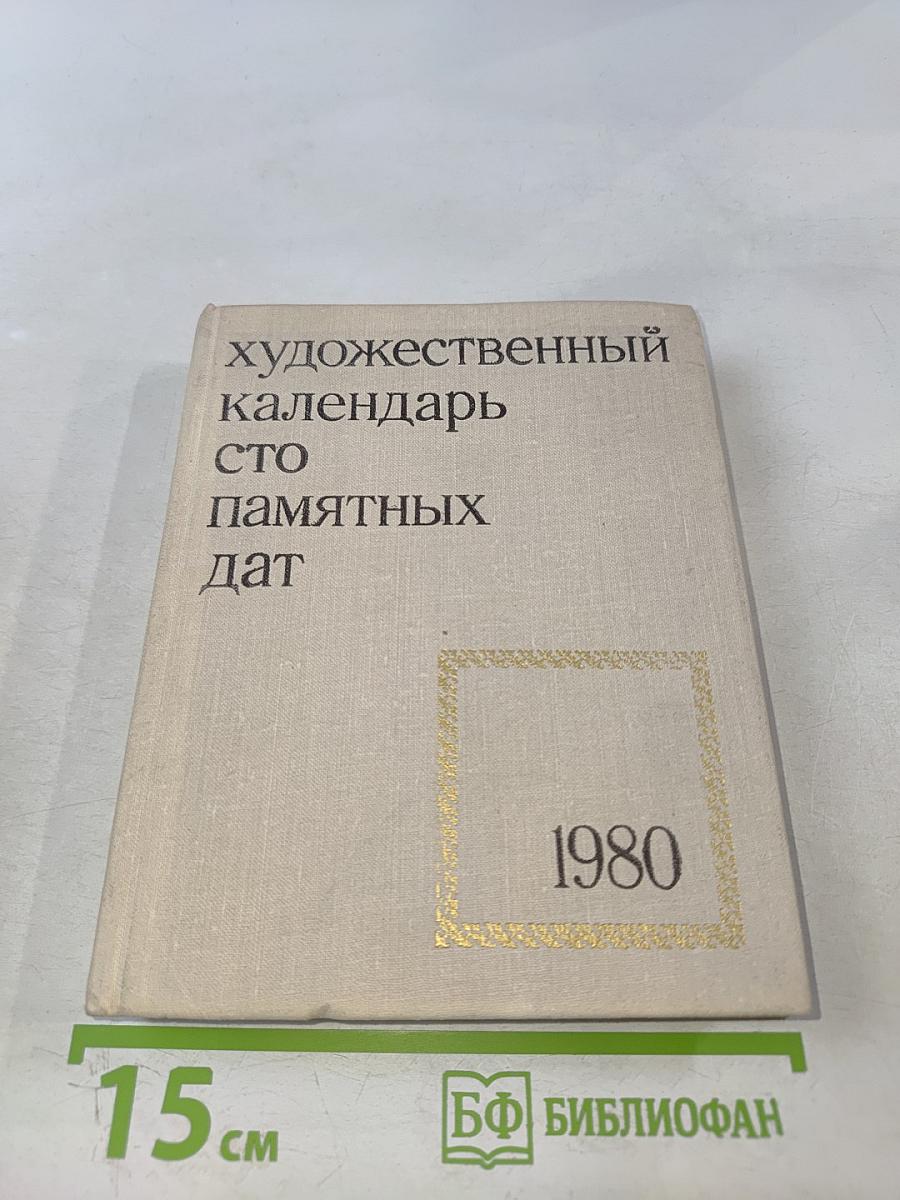 художественный
календарь
сто
памятных
дат
1980
15 см
БФ БИБЛИОФАН